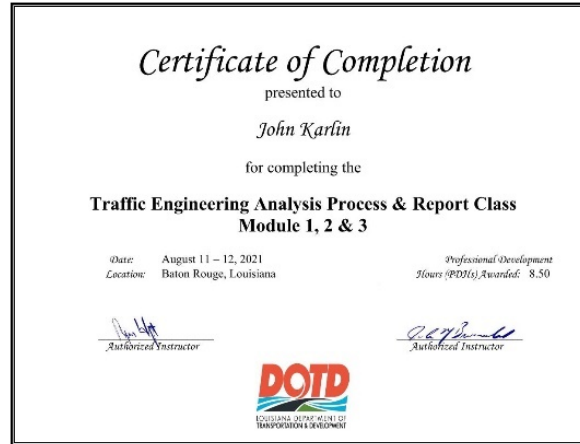 Certificate of Completion
presented to
John Karlin
for completing the
Traffic Engineering Analysis Process & Report Class
Module 1, 2 & 3
Date: August 11 – 12, 2021
Location: Baton Rouge, Louisiana
Professional Development
Hours (PDHs) Awarded: 8.50
Authorized Instructor
Authorized Instructor
DOTD
LOUISIANA DEPARTMENT OF
TRANSPORTATION & DEVELOPMENT